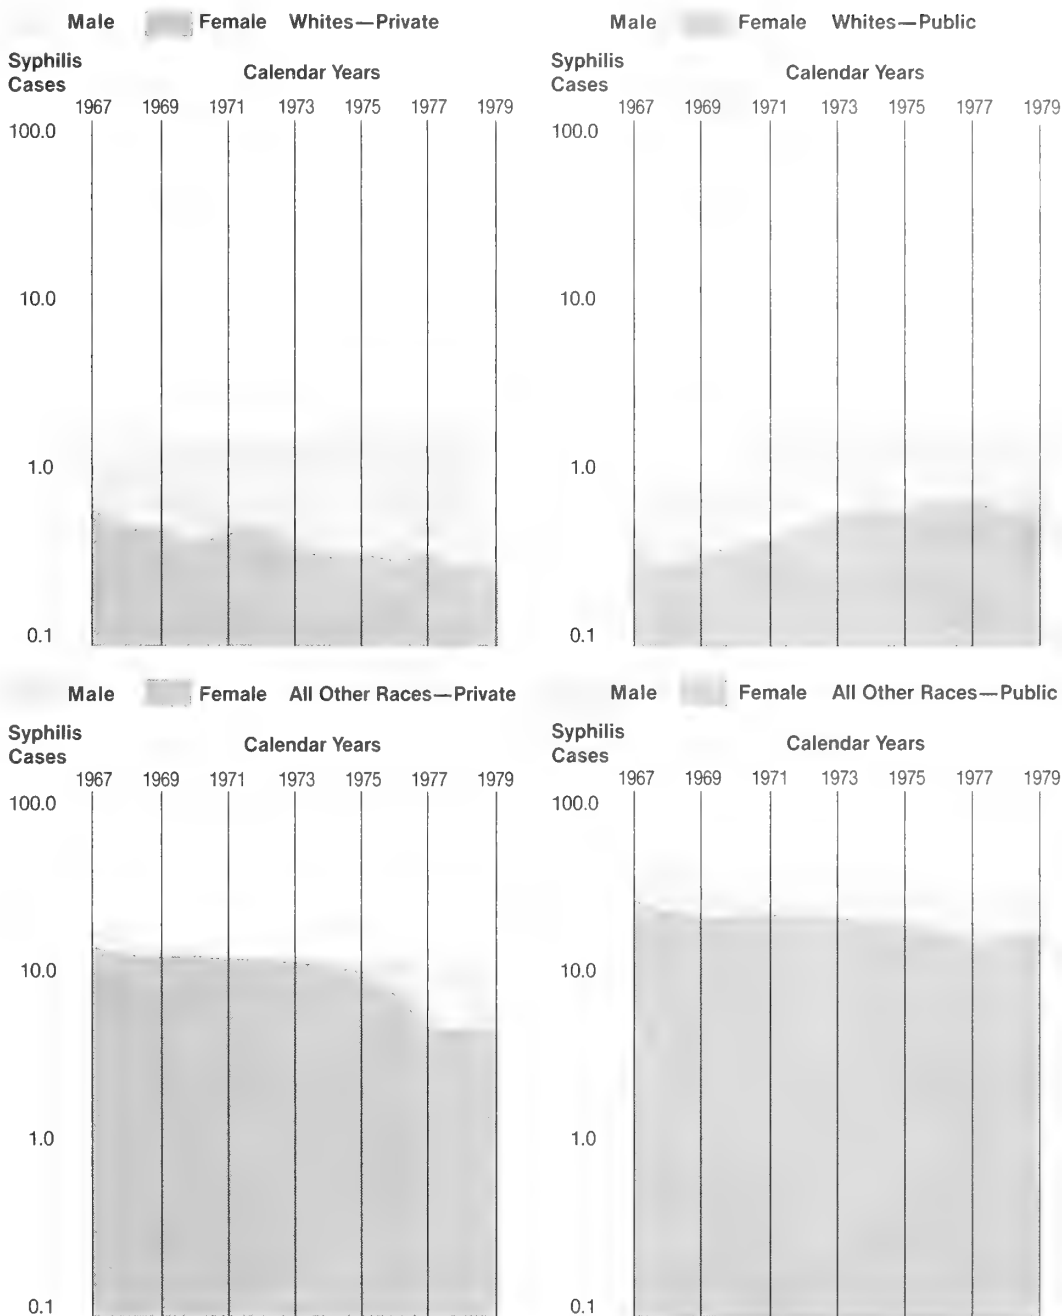 Male Female Whites—Private
Syphilis
Cases
Calendar Years
1967 1969 1971 1973 1975 1977 1979
100.0
10.0
1.0
0.1
Male Female Whites—Public
Syphilis
Cases
Calendar Years
1967 1969 1971 1973 1975 1977 1979
100.0
10.0
1.0
0.1
Male Female All Other Races—Private
Syphilis
Cases
Calendar Years
1967 1969 1971 1973 1975 1977 1979
100.0
10.0
1.0
0.1
Male Female All Other Races—Public
Syphilis
Cases
Calendar Years
1967 1969 1971 1973 1975 1977 1979
100.0
10.0
1.0
0.1